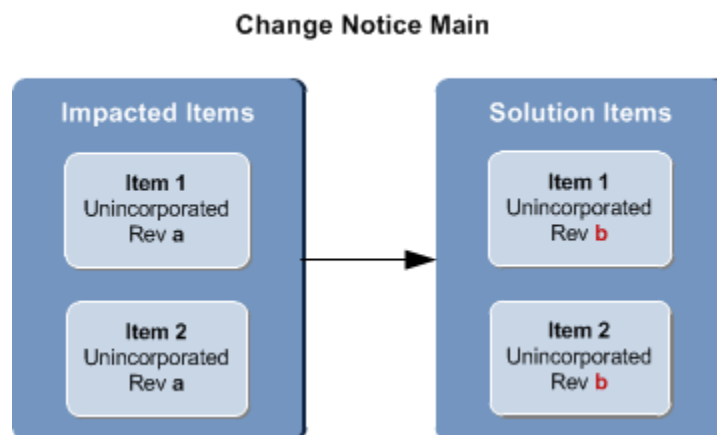 Change Notice Main
Impacted Items
Item 1
Unincorporated
Rev a
Item 2
Unincorporated
Rev a
Solution Items
Item 1
Unincorporated
Rev b
Item 2
Unincorporated
Rev b